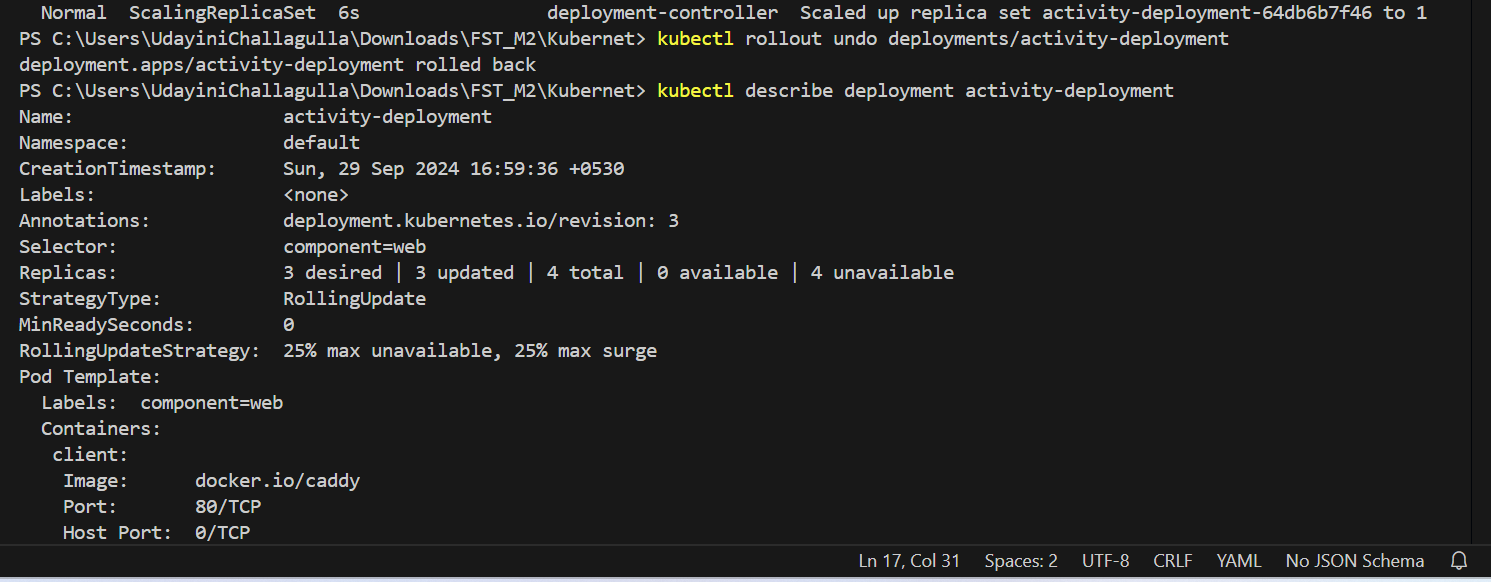 Normal  ScalingReplicaSet  6s                 deployment-controller  Scaled up replica set activity-deployment-64db6b7f46 to 1
PS C:\Users\UdayiniChallagulla\Downloads\FST_M2\Kubernet> kubectl rollout undo deployments/activity-deployment
deployment.apps/activity-deployment rolled back
PS C:\Users\UdayiniChallagulla\Downloads\FST_M2\Kubernet> kubectl describe deployment activity-deployment
Name:                   activity-deployment
Namespace:              default
CreationTimestamp:      Sun, 29 Sep 2024 16:59:36 +0530
Labels:                 <none>
Annotations:            deployment.kubernetes.io/revision: 3
Selector:               component=web
Replicas:               3 desired | 3 updated | 4 total | 0 available | 4 unavailable
StrategyType:           RollingUpdate
MinReadySeconds:        0
RollingUpdateStrategy:  25% max unavailable, 25% max surge
Pod Template:
  Labels:  component=web
  Containers:
   client:
    Image:      docker.io/caddy
    Port:       80/TCP
    Host Port:  0/TCP
Ln 17, Col 31  Spaces: 2  UTF-8  CRLF  YAML  No JSON Schema